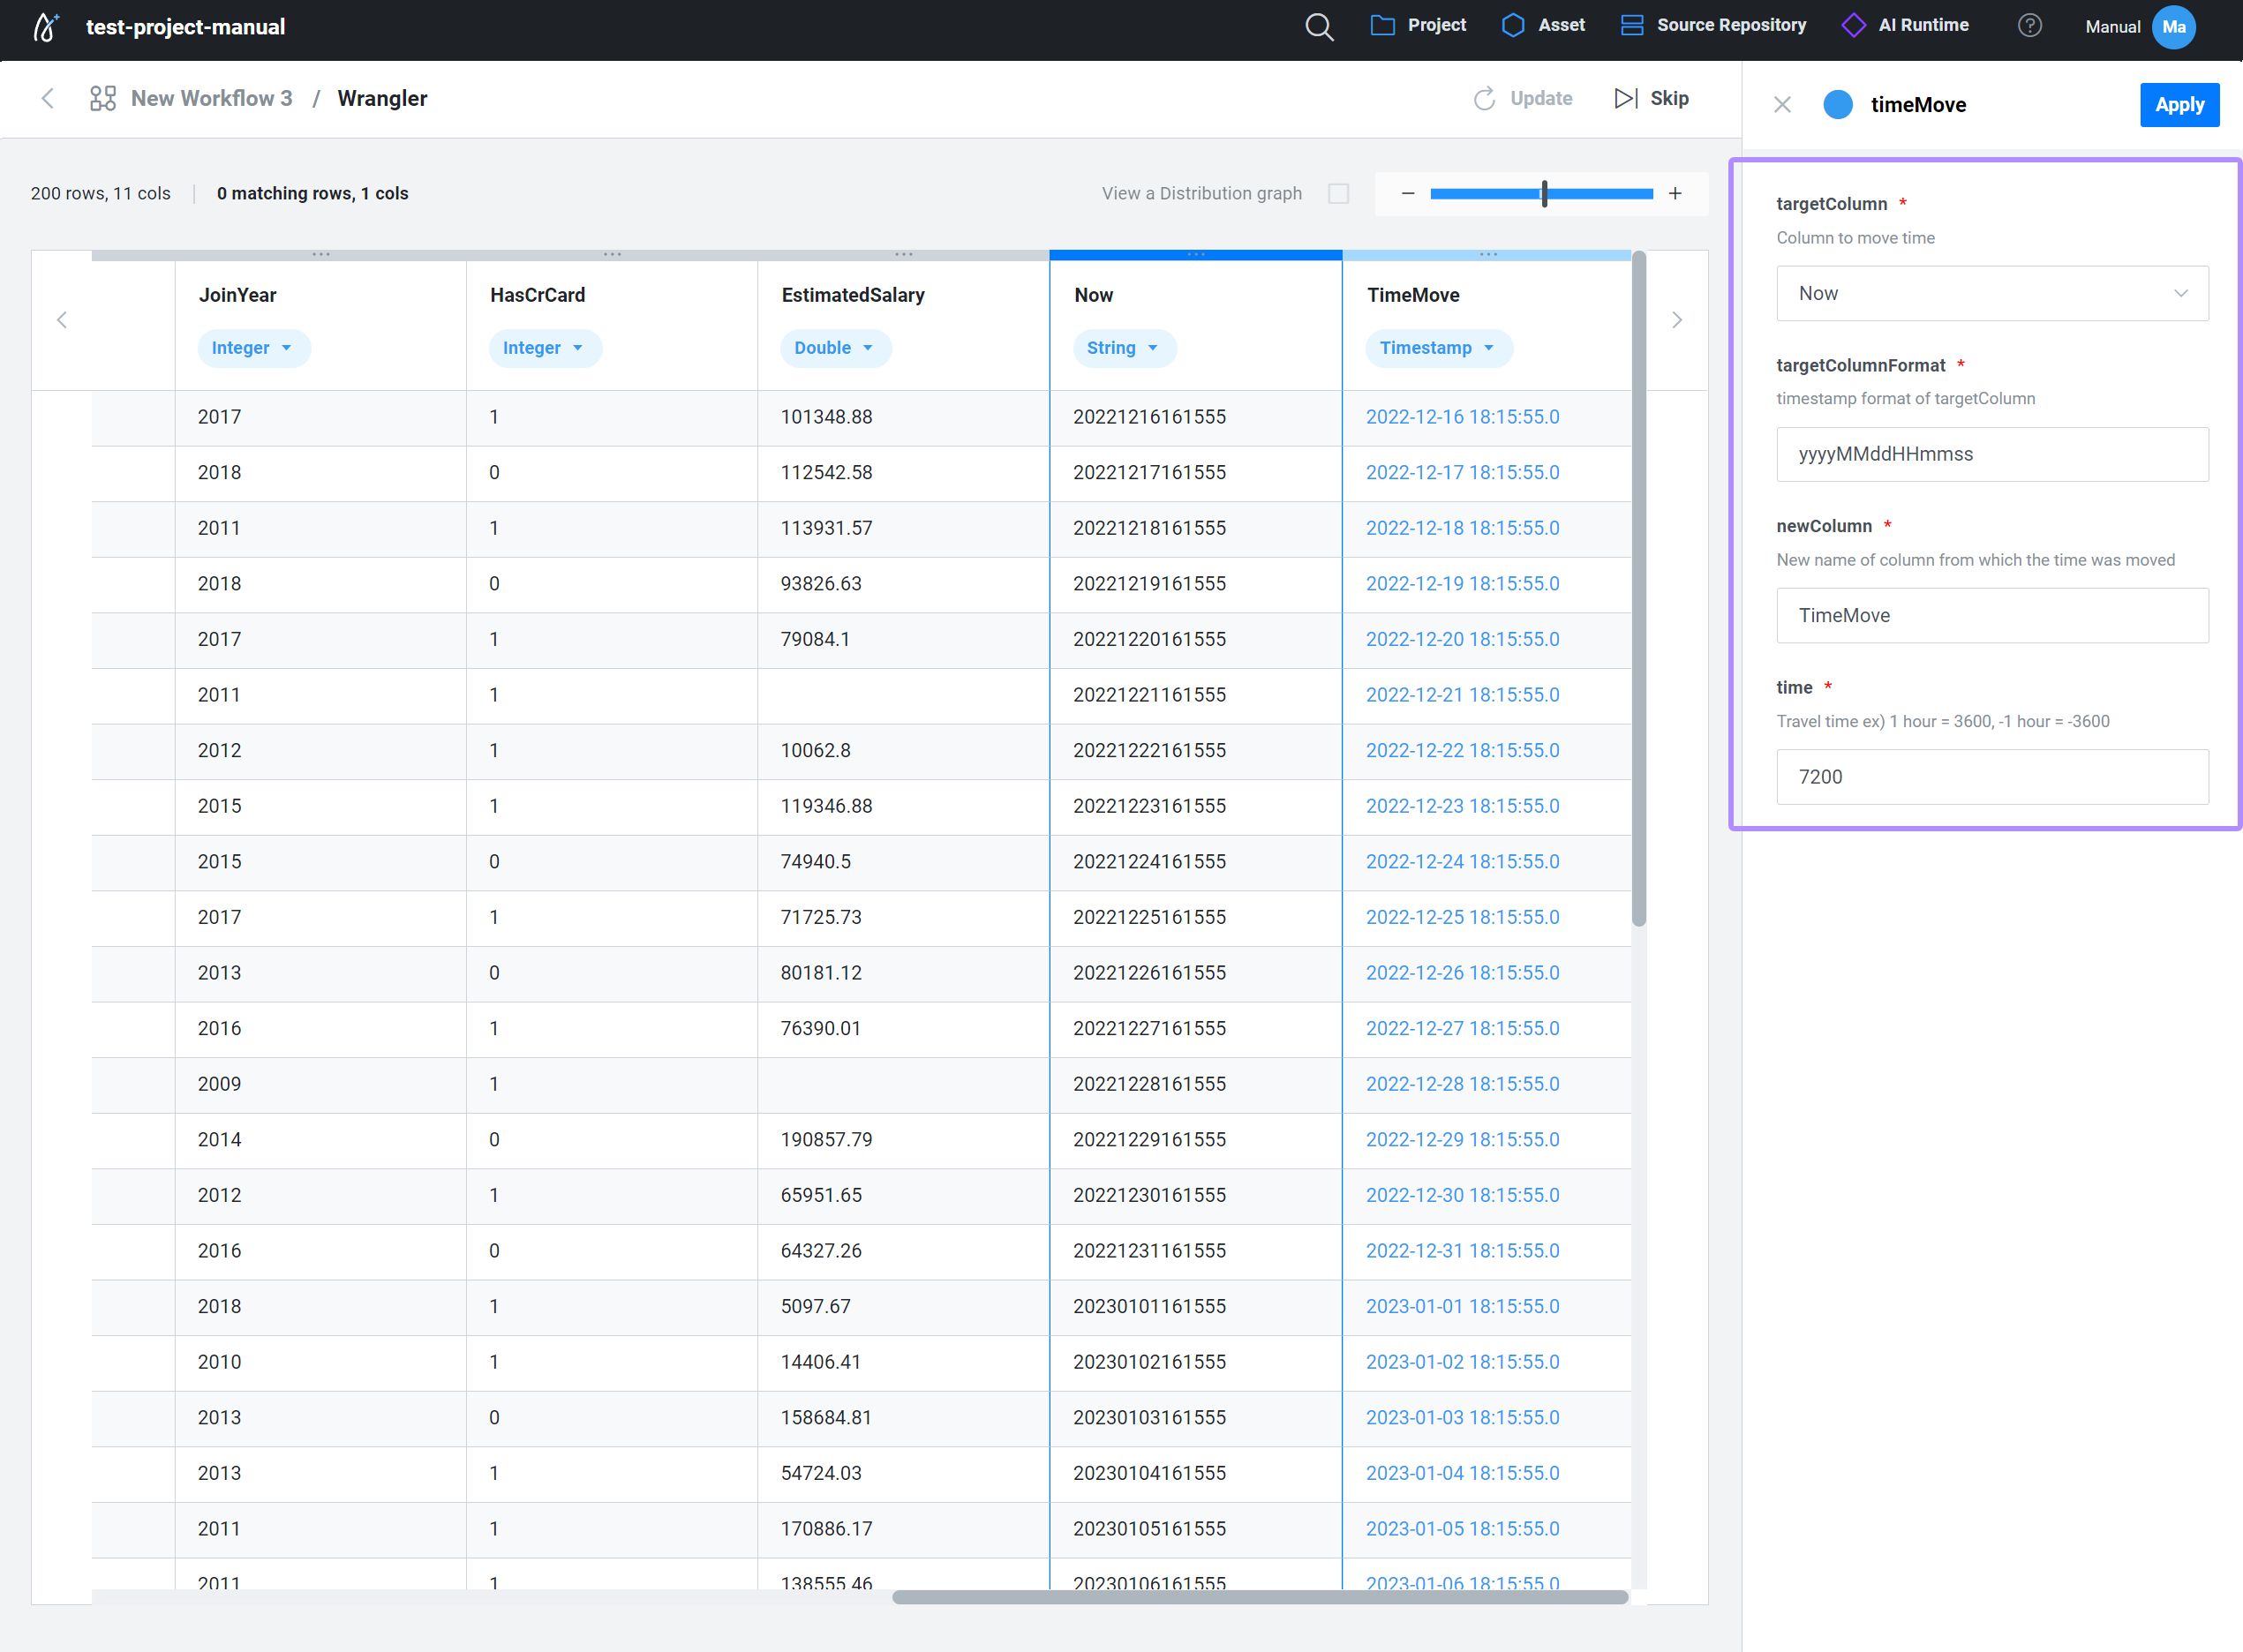 test-project-manual
Project
Asset
Source Repository
AI Runtime
?
Manual
Ma
New Workflow 3 / Wrangler
Update
Skip
timeMove
Apply
200 rows, 11 cols
0 matching rows, 1 cols
View a Distribution graph
JoinYear HasCrCard EstimatedSalary Now TimeMove
Integer Integer Double String Timestamp
2017 1 101348.88 20221216161555 2022-12-16 18:15:55.0
2018 0 112542.58 20221217161555 2022-12-17 18:15:55.0
2011 1 113931.57 20221218161555 2022-12-18 18:15:55.0
2018 0 93826.63 20221219161555 2022-12-19 18:15:55.0
2017 1 79084.1 20221220161555 2022-12-20 18:15:55.0
2011 1 20221221161555 2022-12-21 18:15:55.0
2012 1 10062.8 20221222161555 2022-12-22 18:15:55.0
2015 1 119346.88 20221223161555 2022-12-23 18:15:55.0
2015 0 74940.5 20221224161555 2022-12-24 18:15:55.0
2017 1 71725.73 20221225161555 2022-12-25 18:15:55.0
2013 0 80181.12 20221226161555 2022-12-26 18:15:55.0
2016 1 76390.01 20221227161555 2022-12-27 18:15:55.0
2009 1 20221228161555 2022-12-28 18:15:55.0
2014 0 190857.79 20221229161555 2022-12-29 18:15:55.0
2012 1 65951.65 20221230161555 2022-12-30 18:15:55.0
2016 0 64327.26 20221231161555 2022-12-31 18:15:55.0
2018 1 5097.67 20230101161555 2023-01-01 18:15:55.0
2010 1 14406.41 20230102161555 2023-01-02 18:15:55.0
2013 0 158684.81 20230103161555 2023-01-03 18:15:55.0
2013 1 54724.03 20230104161555 2023-01-04 18:15:55.0
2011 1 170886.17 20230105161555 2023-01-05 18:15:55.0
2011 1 138555.46 20230106161555 2023-01-06 18:15:55.0
targetColumn *
Column to move time
Now
targetColumnFormat *
timestamp format of targetColumn
yyyyMMddHHmmss
newColumn *
New name of column from which the time was moved
TimeMove
time *
Travel time ex) 1 hour = 3600, -1 hour = -3600
7200